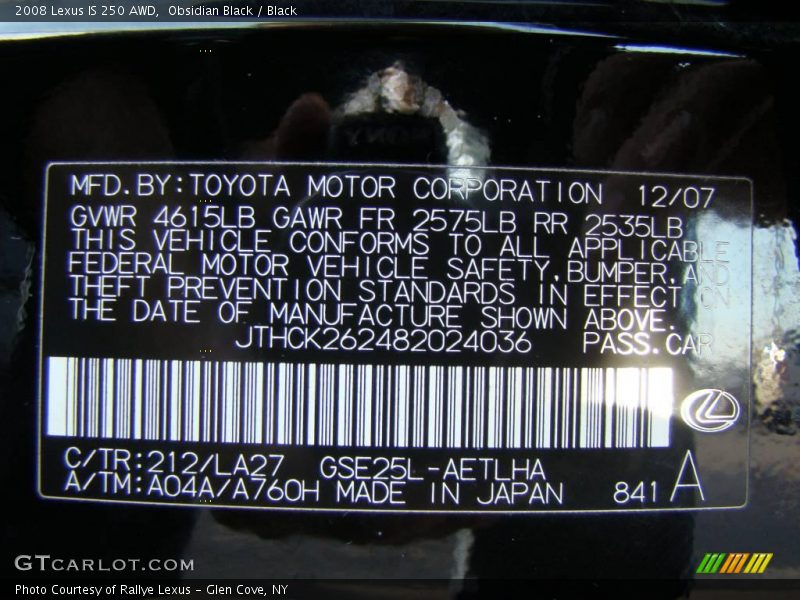 2008 Lexus IS 250 AWD, Obsidian Black / Black
MFD.BY:TOYOTA MOTOR CORPORATION 12/07
GVWR 4615LB GAWR FR 2575LB RR 2535LB
THIS VEHICLE CONFORMS TO ALL APPLICABLE
FEDERAL MOTOR VEHICLE SAFETY,BUMPER,AND
THEFT PREVENTION STANDARDS IN EFFECT ON
THE DATE OF MANUFACTURE SHOWN ABOVE.
JTHCK262482024036 PASS.CAR
C/TR:212/LA27 GSE25L-AETLHA
A/TM:A04A/A760H MADE IN JAPAN 841 A
GTCARLOT.COM
Photo Courtesy of Rallye Lexus - Glen Cove, NY